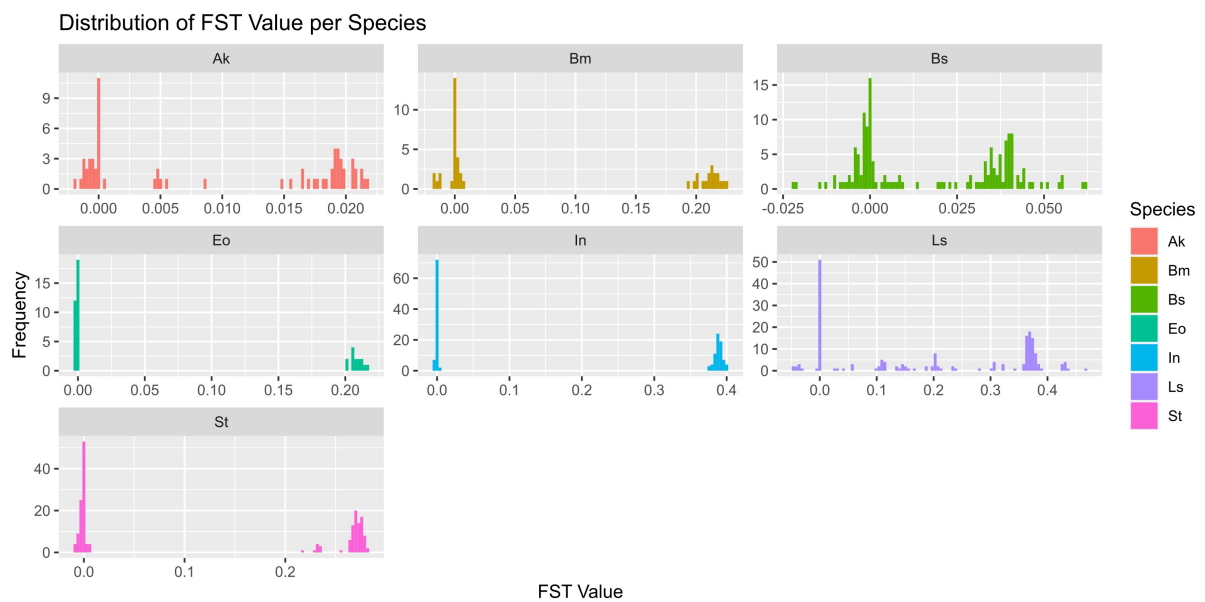 Distribution of FST Value per Species
Ak Bm Bs
9 10 15
6 10
3 5 5
0 0 0
0.000 0.005 0.010 0.015 0.020 0.00 0.05 0.10 0.15 0.20 -0.025 0.000 0.025 0.050
Eo In Ls
15 60 50
10 40 40
5 20 30
0 0 20
10
0
0.00 0.05 0.10 0.15 0.20 0.0 0.1 0.2 0.3 0.4 0.0 0.1 0.2 0.3 0.4
St
40
20
0
0.0 0.1 0.2
Frequency
FST Value
Species
Ak
Bm
Bs
Eo
In
Ls
St